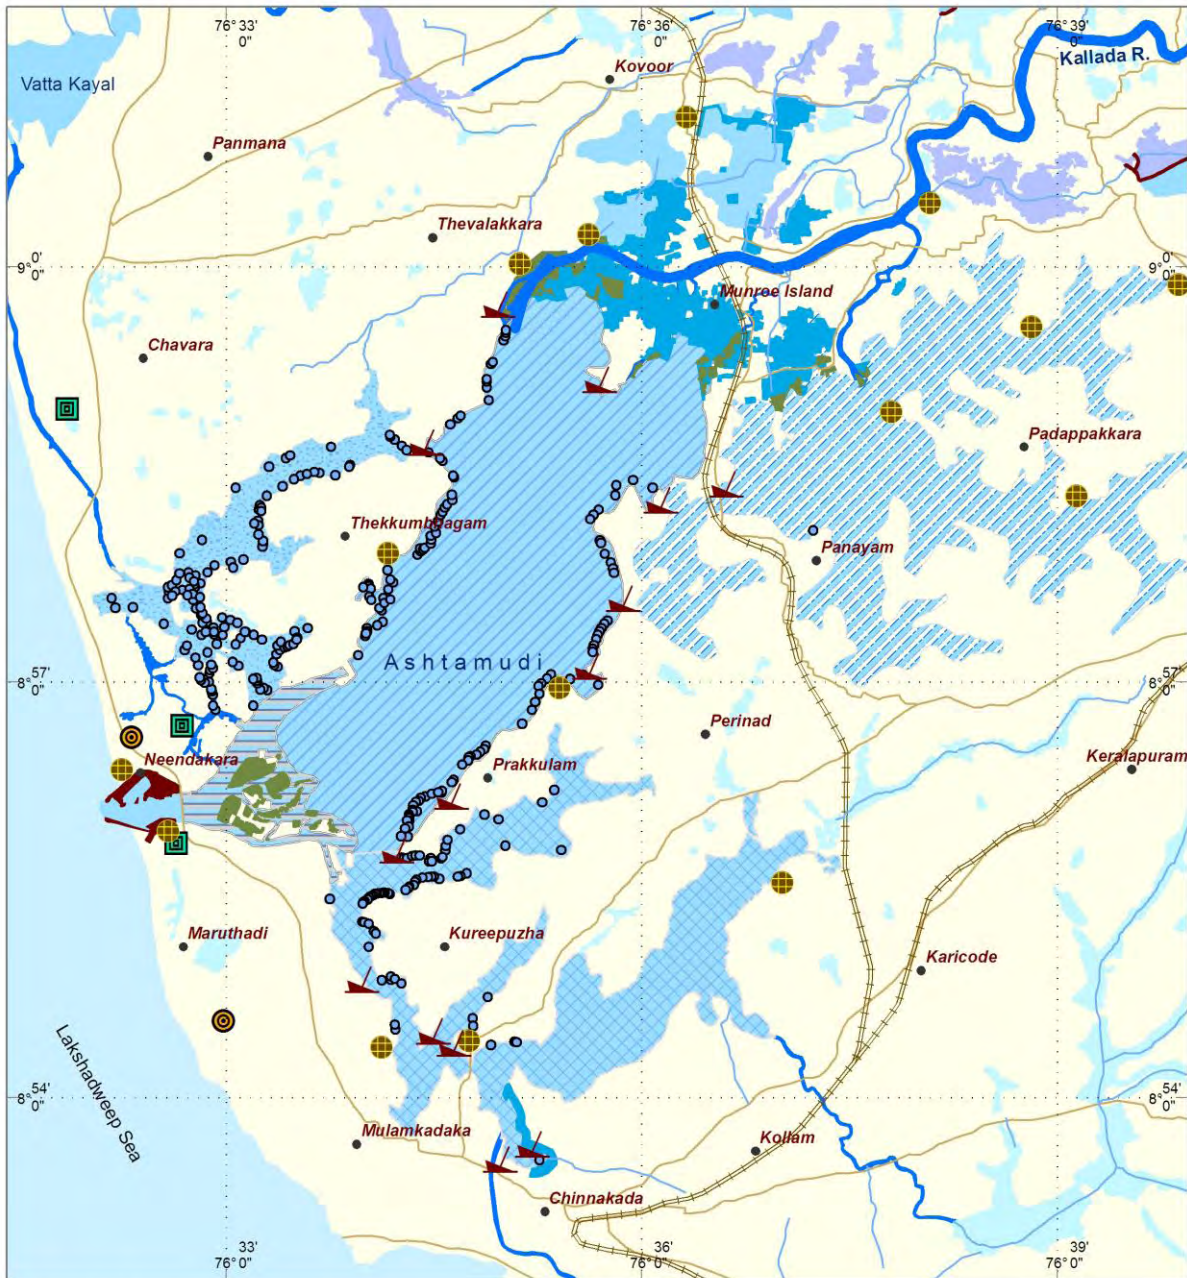 76°33'
0"
76°36'
0"
76°39'
0"
Kallada R.
Kovoor
Vatta Kayal
Panmana
Thevalakkara
0'
9°0"
0'
9°0"
Munroe Island
Chavara
Padappakkara
Thekkumbhagam
Panayam
Ashtamudi
8°57'
0"
8°57'
0"
Perinad
Neendakara
Keralapuram
Prakkulam
Maruthadi
Kureepuzha
Karicode
Lakshadweep Sea
8°54'
0"
8°54'
0"
Mulamkadaka
Kollam
Chinnakada
33'
76°0"
36'
76°0"
39'
76°0"